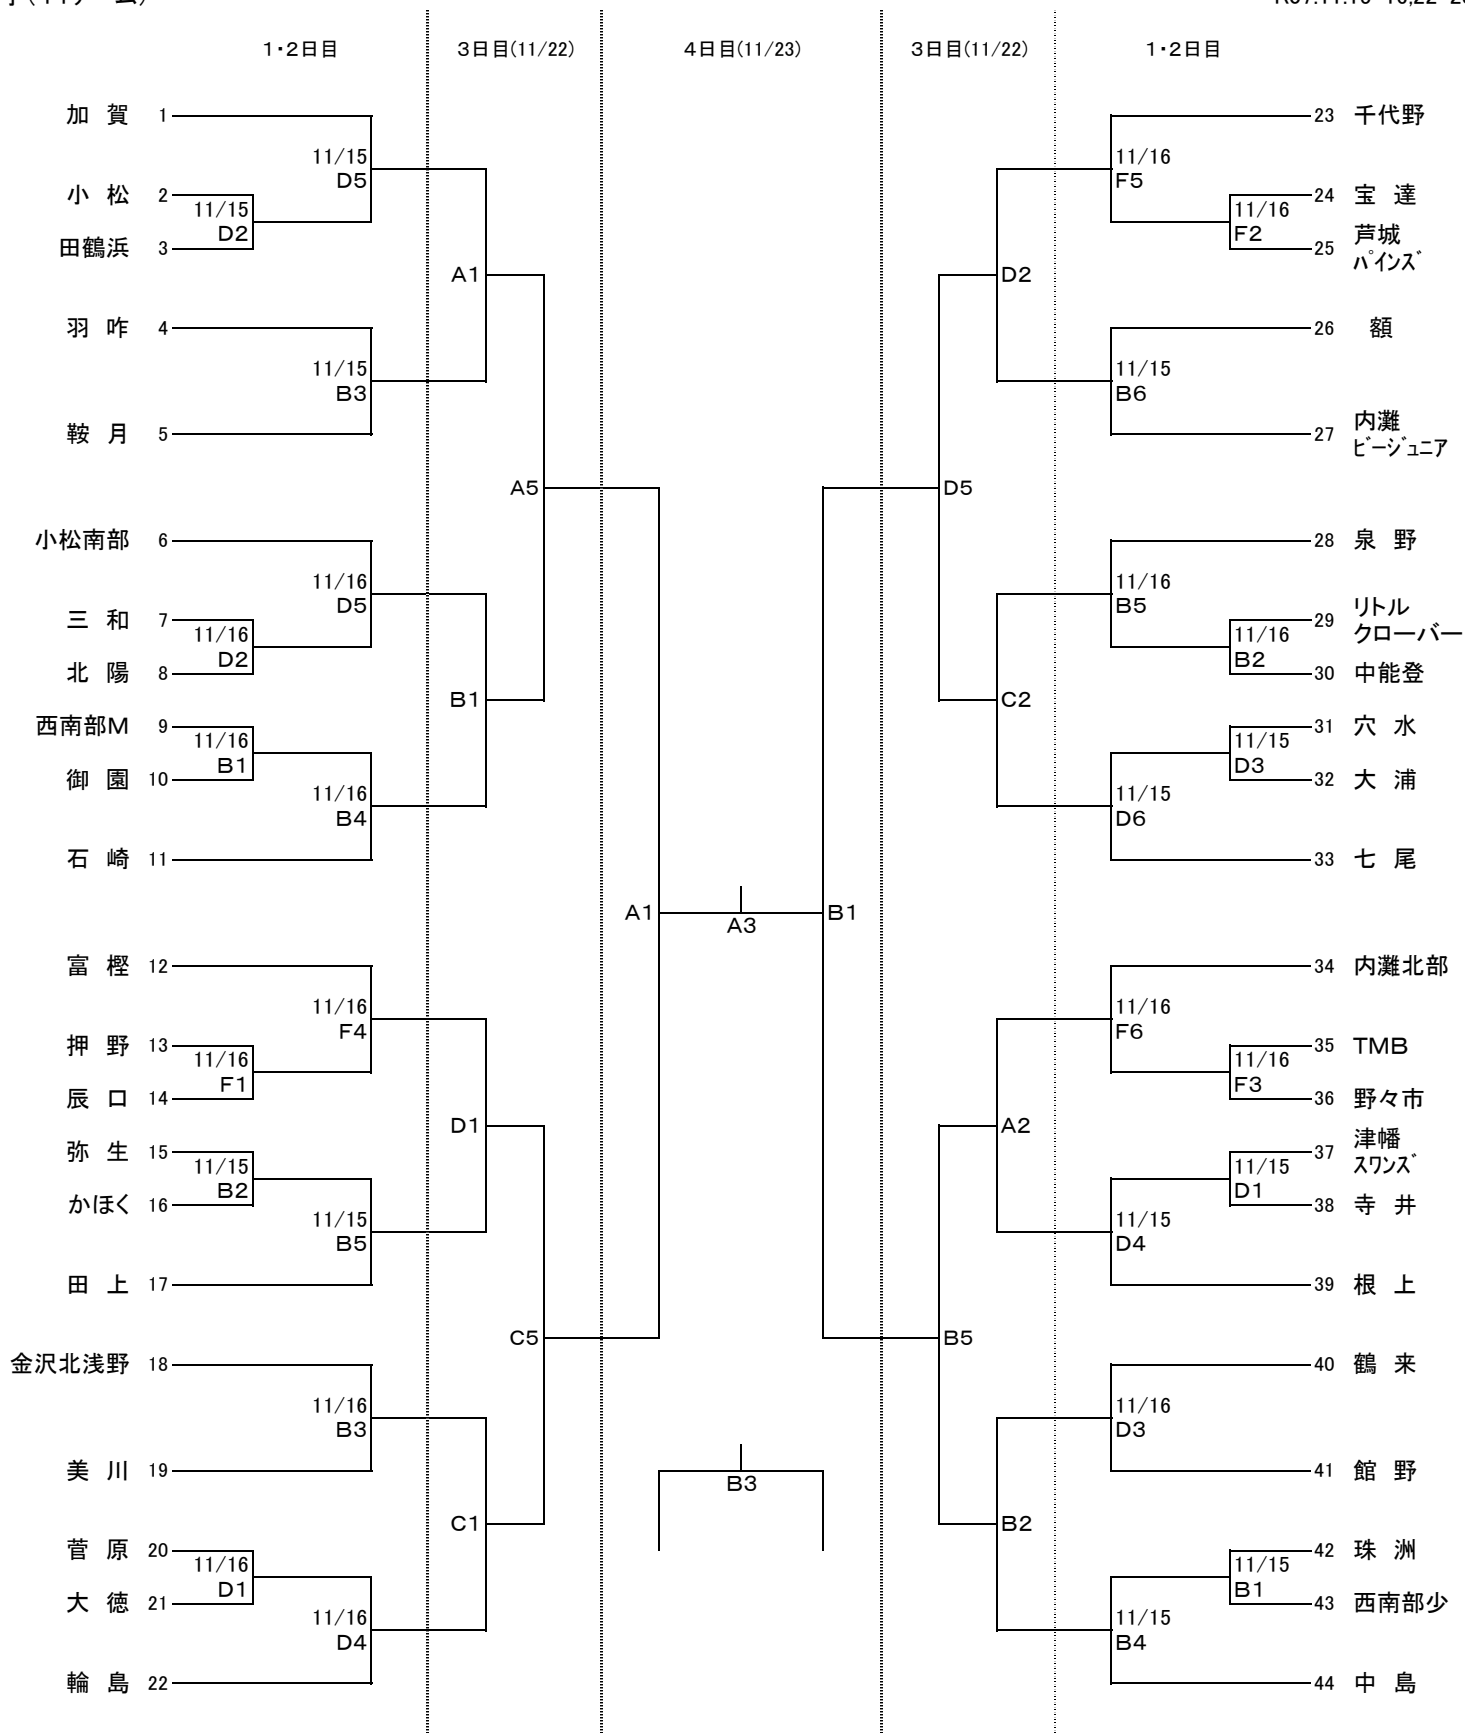 1・2日目
3日目(11/22)
4日目(11/23)
3日目(11/22)
1・2日目
加 賀 1
11/15
D5
小 松 2
11/15
D2
田鶴浜 3
A1
羽 咋 4
11/15
B3
鞍 月 5
A5
小松南部 6
11/16
D5
三 和 7
11/16
D2
北 陽 8
B1
西南部M 9
11/16
B1
御 園 10
11/16
B4
石 崎 11
A1
A3
B1
富 樫 12
11/16
F4
押 野 13
11/16
F1
辰 口 14
D1
弥 生 15
11/15
B2
かほく 16
11/15
B5
田 上 17
C5
金沢北浅野 18
11/16
B3
美 川 19
C1
B3
菅 原 20
11/16
D1
大 徳 21
11/16
D4
輪 島 22
23 千代野
11/16
F5
24 宝 達
11/16
F2
25 芦城
パインズ
D2
26 額
11/15
B6
27 内灘
ビージュニア
D5
28 泉 野
11/16
B5
29 リトル
クローバー
11/16
B2
30 中能登
C2
31 穴 水
11/15
D3
32 大 浦
11/15
D6
33 七 尾
34 内灘北部
11/16
F6
35 TMB
11/16
F3
36 野々市
A2
37 津幡
スワンズ
11/15
D1
38 寺 井
11/15
D4
39 根 上
B5
40 鶴 来
11/16
D3
41 館 野
B2
42 珠 洲
11/15
B1
43 西南部少
11/15
B4
44 中 島